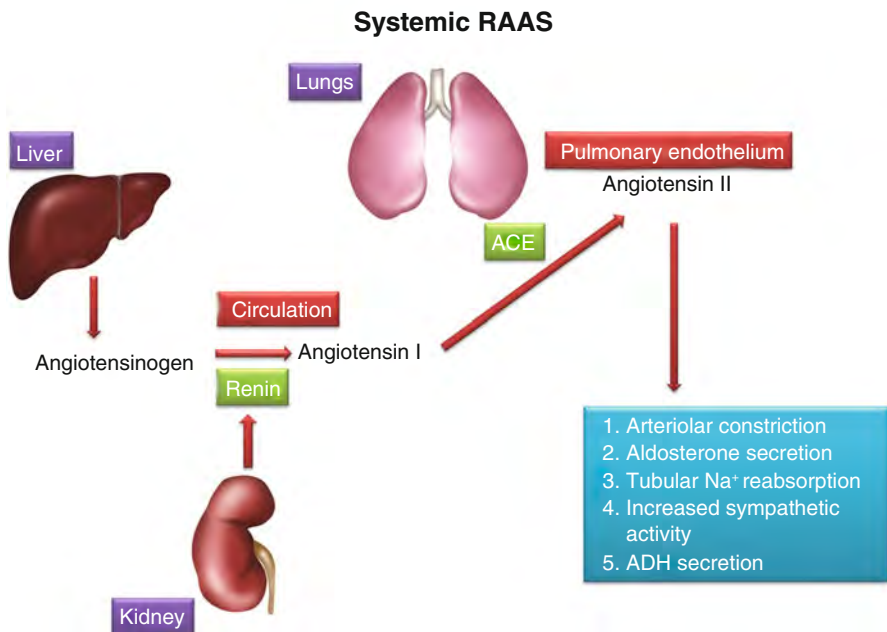 Systemic RAAS
Lungs
Liver
Pulmonary endothelium
Angiotensin II
ACE
Circulation
Angiotensinogen
Angiotensin I
Renin
1. Arteriolar constriction
2. Aldosterone secretion
3. Tubular Na⁺ reabsorption
4. Increased sympathetic
activity
5. ADH secretion
Kidney